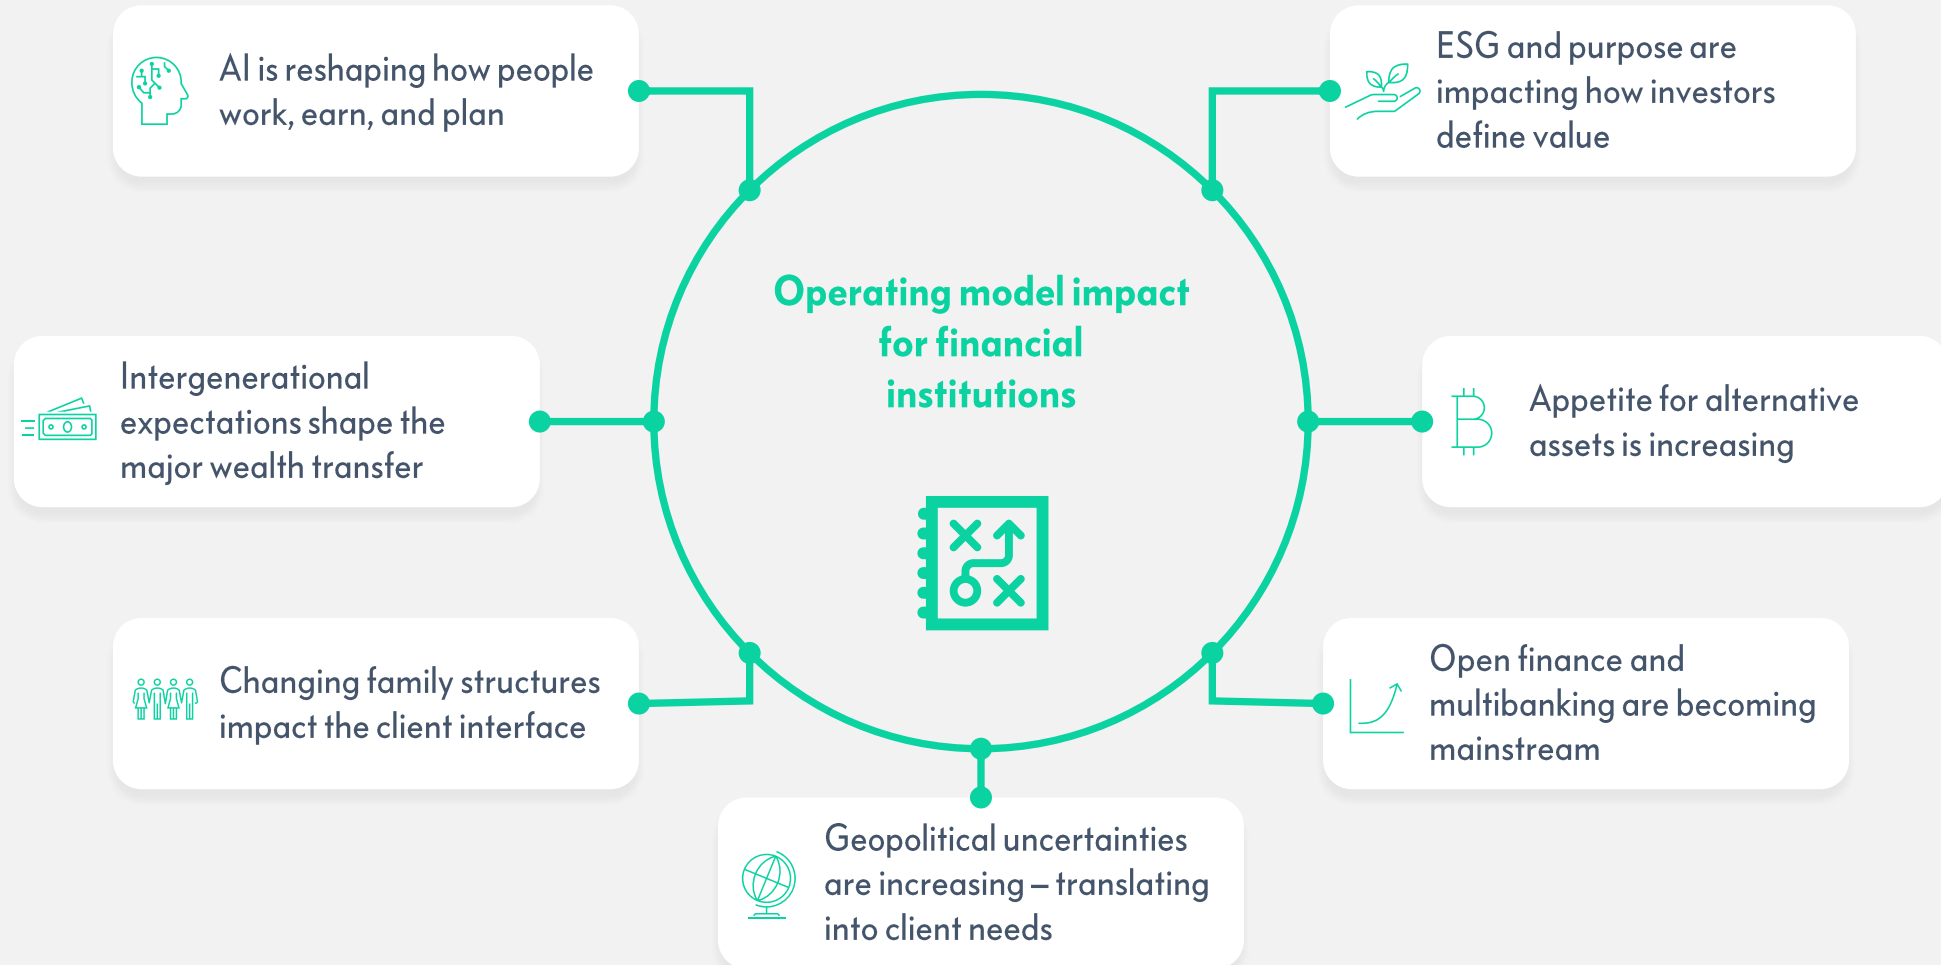 AI is reshaping how people
work, earn, and plan
ESG and purpose are
impacting how investors
define value
Operating model impact
for financial
institutions
Intergenerational
expectations shape the
major wealth transfer
Appetite for alternative
assets is increasing
Changing family structures
impact the client interface
Open finance and
multibanking are becoming
mainstream
Geopolitical uncertainties
are increasing – translating
into client needs